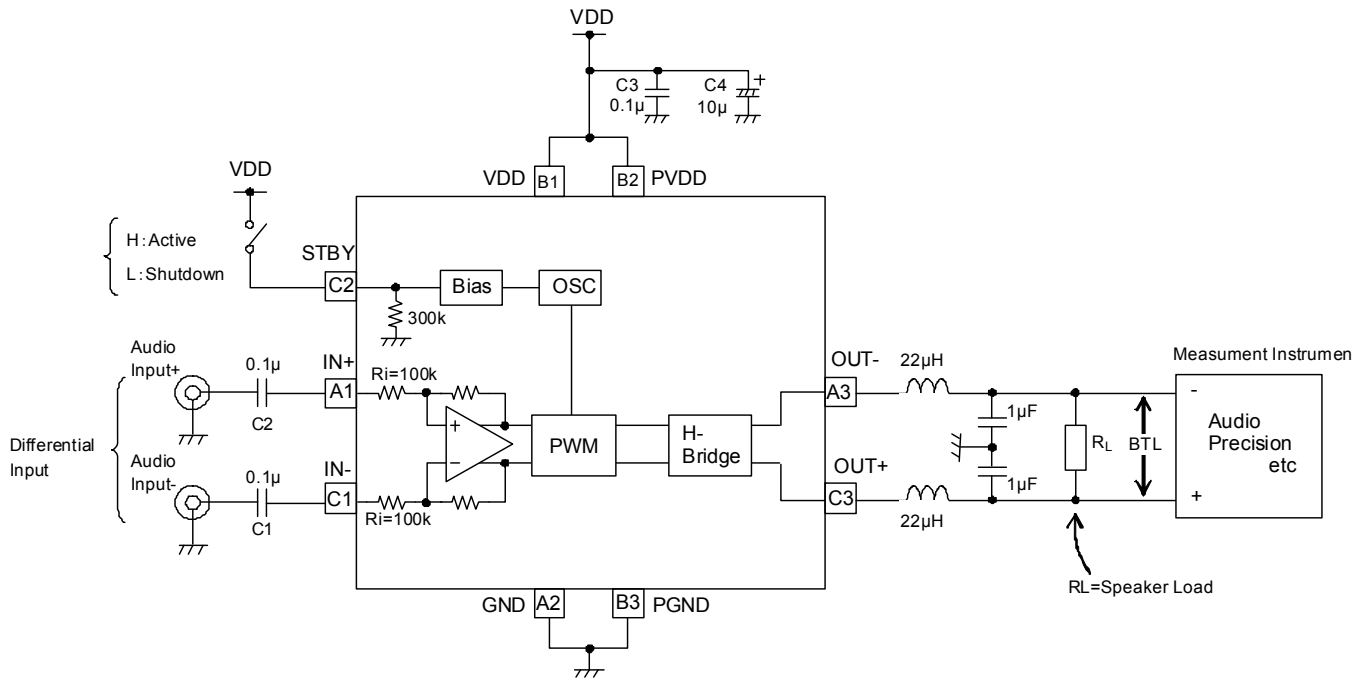 VDD
C3
0.1μ
C4
+
10μ
VDD
B1
B2
PVDD
VDD
H : Active
L : Shutdown
STBY
C2
Bias
OSC
300k
Audio
Input+
0.1μ
C2
IN+
A1
Ri=100k
Differential
Input
Audio
Input-
0.1μ
C1
IN-
C1
Ri=100k
+
−
PWM
H-
Bridge
OUT-
A3
22μH
OUT+
C3
22μH
1μF
1μF
RL
BTL
Measument Instrumen
-
Audio
Precision
etc
+
RL=Speaker Load
GND
A2
B3
PGND